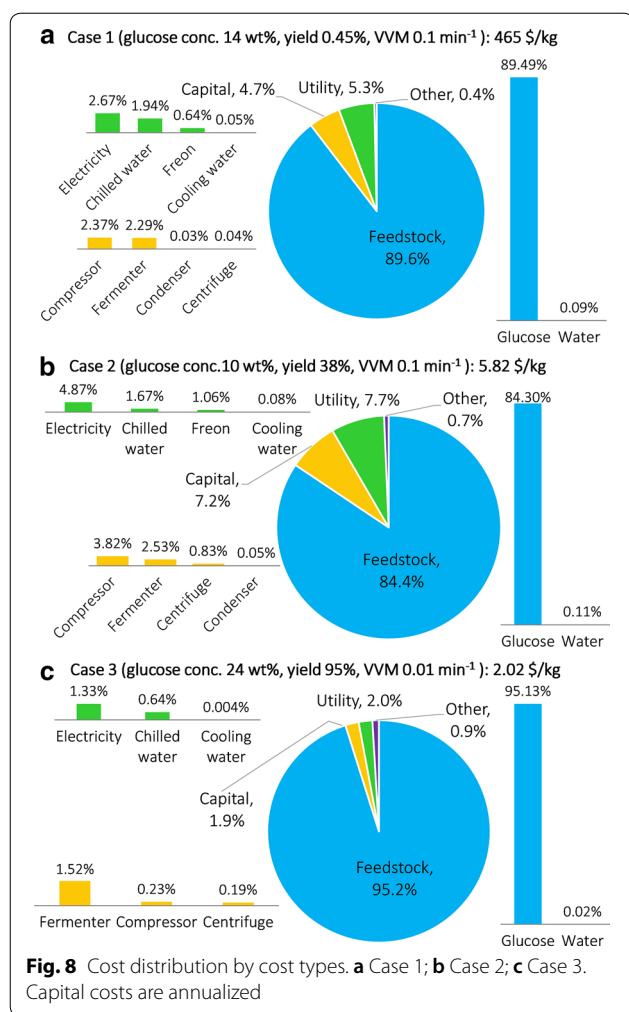 a Case 1 (glucose conc. 14 wt%, yield 0.45%, VVM 0.1 min⁻¹ ): 465 $/kg
2.67% 1.94% 0.64% 0.05%
Electricity Chilled water Freon Cooling water
Capital, 4.7%
Utility, 5.3%
Other, 0.4%
2.37% 2.29% 0.03% 0.04%
Compressor Fermenter Condenser Centrifuge
Feedstock,
89.6%
89.49%
0.09%
Glucose Water
b Case 2 (glucose conc.10 wt%, yield 38%, VVM 0.1 min⁻¹ ): 5.82 $/kg
4.87% 1.67% 1.06% 0.08%
Electricity Chilled Freon Cooling
water water
Utility, 7.7%
Other,
0.7%
Capital,
7.2%
3.82% 2.53% 0.83% 0.05%
Compressor Fermenter Centrifuge Condenser
Feedstock,
84.4%
84.30%
0.11%
Glucose Water
c Case 3 (glucose conc. 24 wt%, yield 95%, VVM 0.01 min⁻¹ ): 2.02 $/kg
1.33% 0.64% 0.004%
Electricity Chilled Cooling
water water
Utility, 2.0%
Other,
0.9%
Capital,
1.9%
1.52% 0.23% 0.19%
Fermenter Compressor Centrifuge
Feedstock,
95.2%
95.13%
0.02%
Glucose Water
Fig. 8 Cost distribution by cost types. a Case 1; b Case 2; c Case 3.
Capital costs are annualized